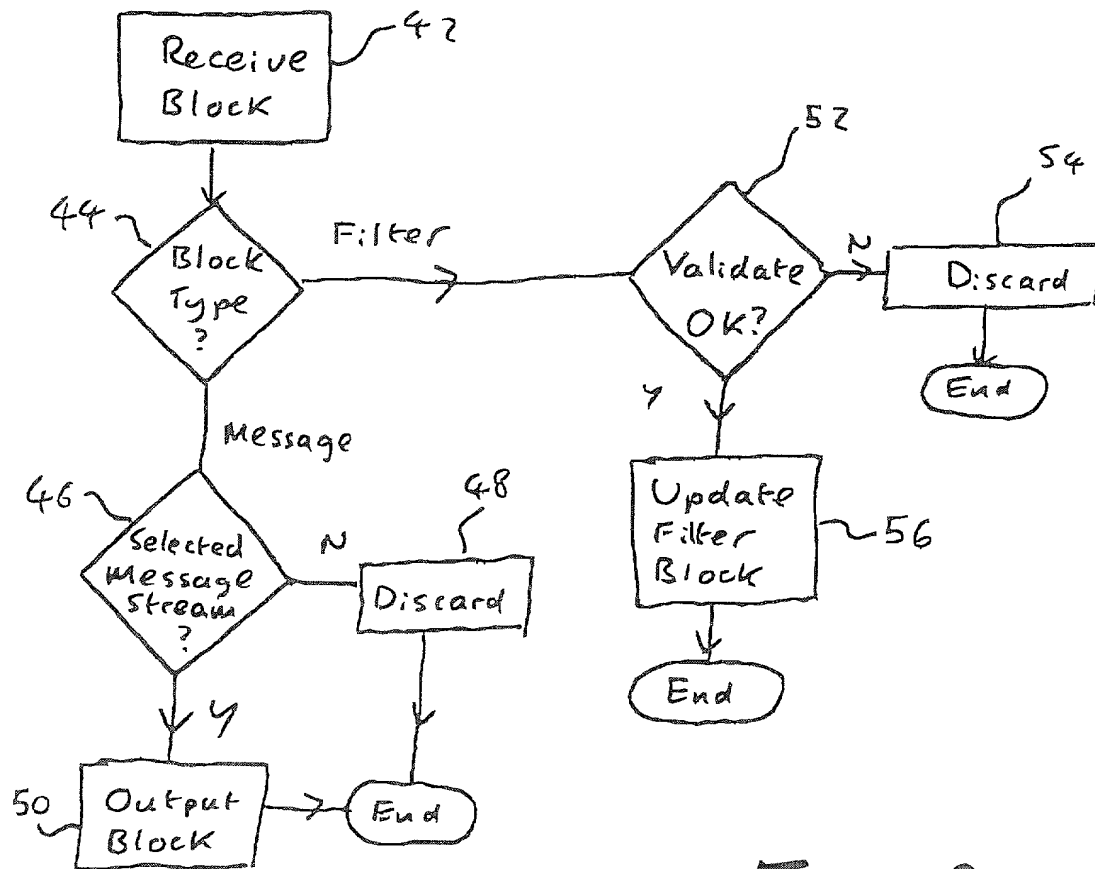 Receive
Block
42
44
Block
Type
?
Filter
52
Validate
OK?
N
54
Discard
End
Y
Update
Filter
Block
56
End
Message
46
Selected
Message
Stream
?
N
48
Discard
Y
50
Output
Block
End